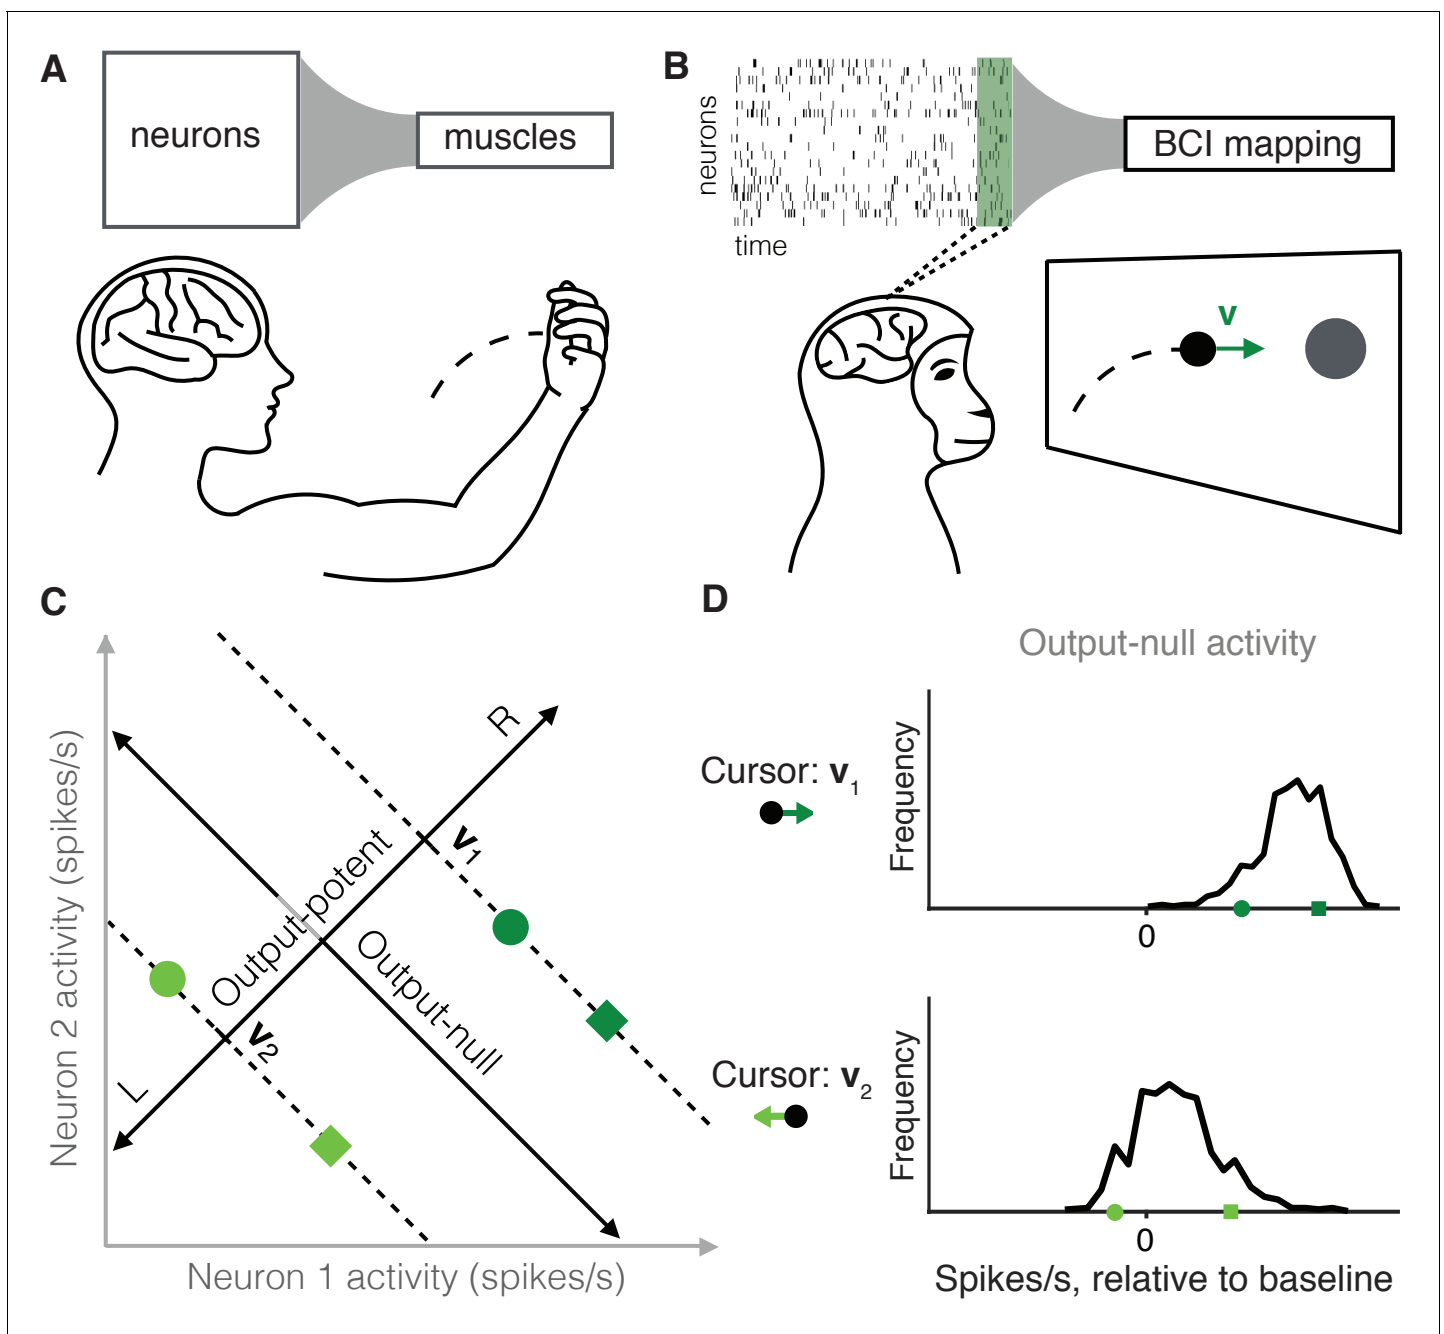 A
neurons
muscles
B
neurons
time
BCI mapping
v
C
Neuron 2 activity (spikes/s)
Neuron 1 activity (spikes/s)
R
L
Output-potent
Output-null
v1
v2
D
Output-null activity
Cursor: v1
Frequency
0
Cursor: v2
Frequency
0
Spikes/s, relative to baseline